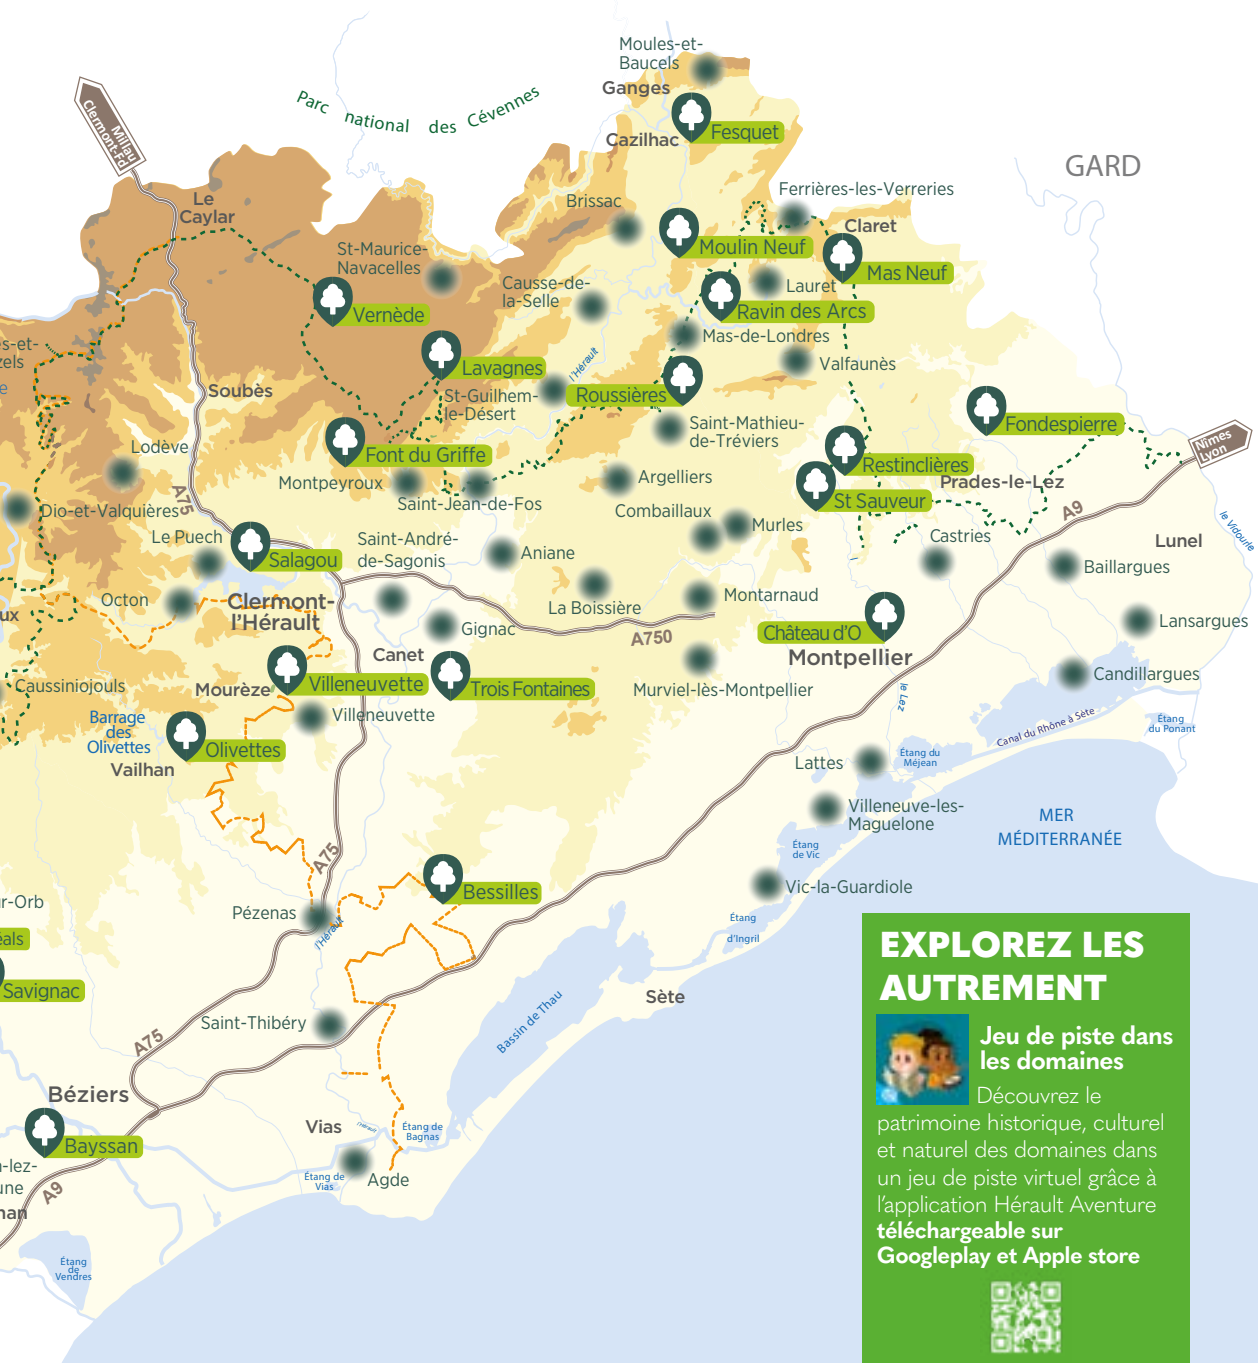 Moules-et-
Baucels
Ganges
Fesquet
Cazilhac
Parc national des Cévennes
Millau
Clermont-Fd
GARD
Ferrières-les-Verreries
Brissac
Le
Caylar
Claret
Moulin Neuf
St-Maurice-
Navacelles
Mas Neuf
Causse-de-
la-Selle
Lauret
Vernède
Ravin des Arcs
Mas-de-Londres
l'Hérault
Valfaunès
Lavagnes
Soubès
Roussières
St-Guilhem-
le-Désert
Saint-Mathieu-
de-Tréviers
Fondespierre
Nîmes
Lyon
Lodève
Font du Griffe
Restinclières
Argelliers
Montpeyroux
Prades-le-Lez
A75
Saint-Jean-de-Fos
St Sauveur
Dio-et-Valquières
Combaillaux
A9
Murles
le Vidourle
Le Puech
Saint-André-
de-Sagonis
Castries
Lunel
Salagou
Aniane
Baillargues
Octon
Clermont-
l'Hérault
La Boissière
Montarnaud
ux
Gignac
Lansargues
A750
Château d'O
Canet
Montpellier
Candillargues
Caussiniojouls
Mourèze
Villeneuvette
Trois Fontaines
Murviel-lès-Montpellier
le Lez
Barrage
des
Olivettes
Villeneuvette
Canal du Rhône à Sète
Étang
du Ponant
Olivettes
Vailhan
Lattes
Étang du
Méjean
Villeneuve-les-
Maguelone
MER
MÉDITERRANÉE
A75
Étang
de Vic
Bessilles
Vic-la-Guardiole
r-Orb
Pézenas
l'Hérault
Étang
d'Ingril
éals
Savignac
Sète
Bassin de Thau
Saint-Thibéry
A75
Béziers
Vias
l'Hérault
Étang de
Bagnas
Bayssan
-lez-
une
Étang de
Vias
Agde
A9
nan
Étang
de
Vendres
s-et-
zels
e
EXPLOREZ LES
AUTREMENT
Jeu de piste dans
les domaines
Découvrez le
patrimoine historique, culturel
et naturel des domaines dans
un jeu de piste virtuel grâce à
l'application Hérault Aventure
téléchargeable sur
Googleplay et Apple store